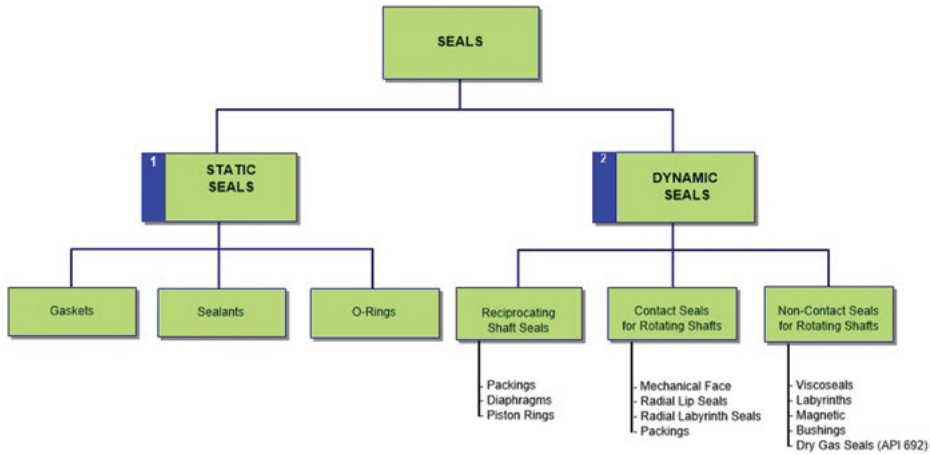 SEALS
1
STATIC
SEALS
2
DYNAMIC
SEALS
Gaskets
Sealants
O-Rings
Reciprocating
Shaft Seals
Contact Seals
for Rotating Shafts
Non-Contact Seals
for Rotating Shafts
- Packings
- Diaphragms
- Piston Rings
- Mechanical Face
- Radial Lip Seals
- Radial Labyrinth Seals
- Packings
- Viscoseals
- Labyrinths
- Magnetic
- Bushings
- Dry Gas Seals (API 692)